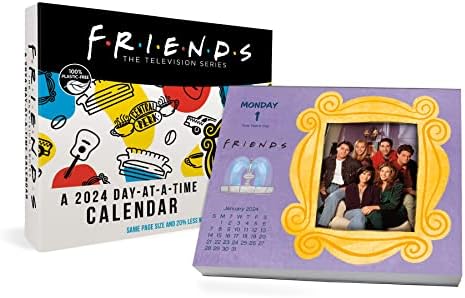 F·R·I·E·N·D·S
THE TELEVISION SERIES
100%
PLASTIC-FREE
CENTRAL
PERK
A 2024 DAY-AT-A-TIME
CALENDAR
SAME PAGE SIZE AND 20% LESS
MONDAY
1
New Year's Day
F·R·I·E·N·D·S
January 2024
S M T W T F S
1 2 3 4 5 6
7 8 9 10 11 12 13
14 15 16 17 18 19 20
21 22 23 24 25 26 27
28 29 30 31